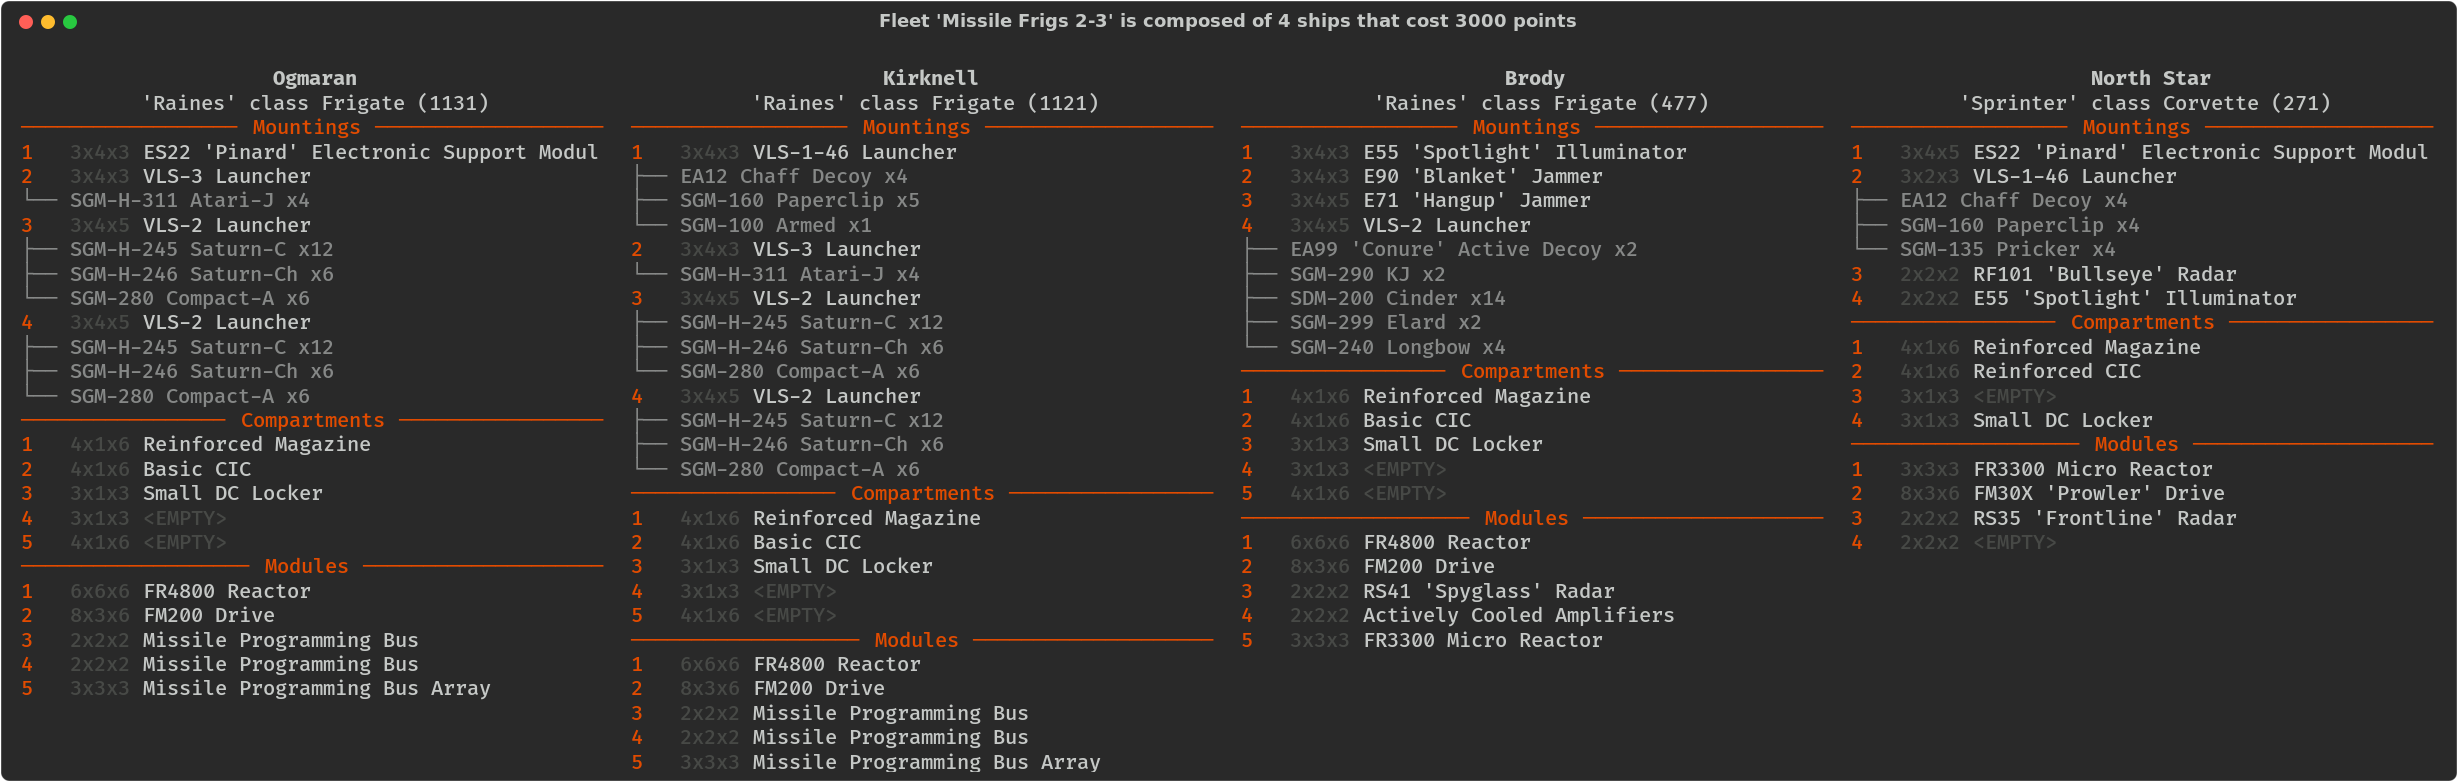 Fleet 'Missile Frigs 2-3' is composed of 4 ships that cost 3000 points
Ogmaran
'Raines' class Frigate (1131)
Mountings
1 3x4x3 ES22 'Pinard' Electronic Support Modul
2 3x4x3 VLS-3 Launcher
SGM-H-311 Atari-J x4
3 3x4x5 VLS-2 Launcher
SGM-H-245 Saturn-C x12
SGM-H-246 Saturn-Ch x6
SGM-280 Compact-A x6
4 3x4x5 VLS-2 Launcher
SGM-H-245 Saturn-C x12
SGM-H-246 Saturn-Ch x6
SGM-280 Compact-A x6
Compartments
1 4x1x6 Reinforced Magazine
2 4x1x6 Basic CIC
3 3x1x3 Small DC Locker
4 3x1x3 <EMPTY>
5 4x1x6 <EMPTY>
Modules
1 6x6x6 FR4800 Reactor
2 8x3x6 FM200 Drive
3 2x2x2 Missile Programming Bus
4 2x2x2 Missile Programming Bus
5 3x3x3 Missile Programming Bus Array
Kirknell
'Raines' class Frigate (1121)
Mountings
1 3x4x3 VLS-1-46 Launcher
EA12 Chaff Decoy x4
SGM-160 Paperclip x5
SGM-100 Armed x1
2 3x4x3 VLS-3 Launcher
SGM-H-311 Atari-J x4
3 3x4x5 VLS-2 Launcher
SGM-H-245 Saturn-C x12
SGM-H-246 Saturn-Ch x6
SGM-280 Compact-A x6
4 3x4x5 VLS-2 Launcher
SGM-H-245 Saturn-C x12
SGM-H-246 Saturn-Ch x6
SGM-280 Compact-A x6
Compartments
1 4x1x6 Reinforced Magazine
2 4x1x6 Basic CIC
3 3x1x3 Small DC Locker
4 3x1x3 <EMPTY>
5 4x1x6 <EMPTY>
Modules
1 6x6x6 FR4800 Reactor
2 8x3x6 FM200 Drive
3 2x2x2 Missile Programming Bus
4 2x2x2 Missile Programming Bus
5 3x3x3 Missile Programming Bus Array
Brody
'Raines' class Frigate (477)
Mountings
1 3x4x3 E55 'Spotlight' Illuminator
2 3x4x3 E90 'Blanket' Jammer
3 3x4x5 E71 'Hangup' Jammer
4 3x4x5 VLS-2 Launcher
EA99 'Conure' Active Decoy x2
SGM-290 KJ x2
SDM-200 Cinder x14
SGM-299 Elard x2
SGM-240 Longbow x4
Compartments
1 4x1x6 Reinforced Magazine
2 4x1x6 Basic CIC
3 3x1x3 Small DC Locker
4 3x1x3 <EMPTY>
5 4x1x6 <EMPTY>
Modules
1 6x6x6 FR4800 Reactor
2 8x3x6 FM200 Drive
3 2x2x2 RS41 'Spyglass' Radar
4 2x2x2 Actively Cooled Amplifiers
5 3x3x3 FR3300 Micro Reactor
North Star
'Sprinter' class Corvette (271)
Mountings
1 3x4x5 ES22 'Pinard' Electronic Support Modul
2 3x2x3 VLS-1-46 Launcher
EA12 Chaff Decoy x4
SGM-160 Paperclip x4
SGM-135 Pricker x4
3 2x2x2 RF101 'Bullseye' Radar
4 2x2x2 E55 'Spotlight' Illuminator
Compartments
1 4x1x6 Reinforced Magazine
2 4x1x6 Reinforced CIC
3 3x1x3 <EMPTY>
4 3x1x3 Small DC Locker
Modules
1 3x3x3 FR3300 Micro Reactor
2 8x3x6 FM30X 'Prowler' Drive
3 2x2x2 RS35 'Frontline' Radar
4 2x2x2 <EMPTY>